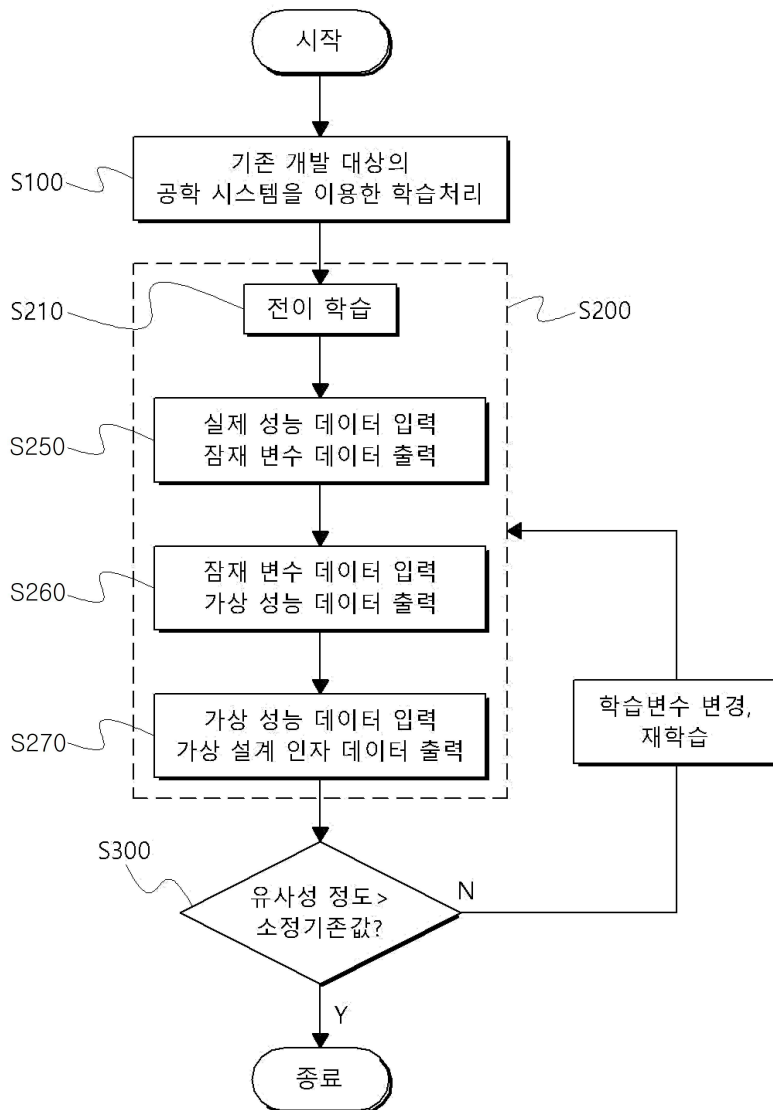 시작
S100
기존 개발 대상의
공학 시스템을 이용한 학습처리
S210
전이 학습
S200
S250
실제 성능 데이터 입력
잠재 변수 데이터 출력
S260
잠재 변수 데이터 입력
가상 성능 데이터 출력
S270
가상 성능 데이터 입력
가상 설계 인자 데이터 출력
학습변수 변경,
재학습
S300
유사성 정도>
소정기존값?
N
Y
종료